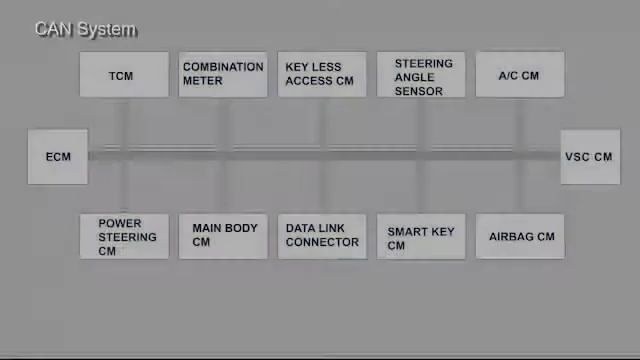 CAN System
TCM
COMBINATION
METER
KEY LESS
ACCESS CM
STEERING
ANGLE
SENSOR
A/C CM
ECM
VSC CM
POWER
STEERING
CM
MAIN BODY
CM
DATA LINK
CONNECTOR
SMART KEY
CM
AIRBAG CM